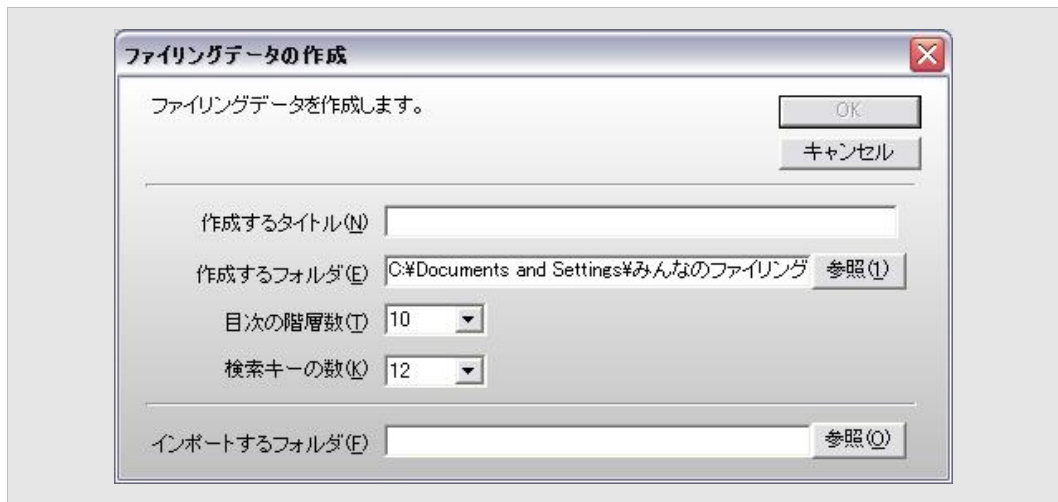 ファイリングデータの作成
ファイリングデータを作成します。
OK
キャンセル
作成するタイトル(N)
作成するフォルダ(E) C:¥Documents and Settings¥みんなのファイリング 参照(1)
目次の階層数(T) 10
検索キーの数(K) 12
インポートするフォルダ(F) 参照(O)